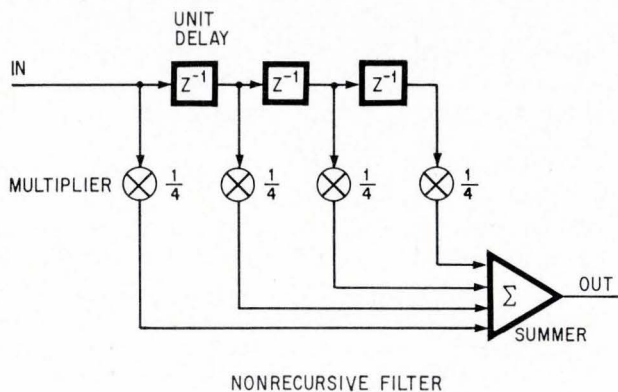 UNIT
DELAY
IN
Z⁻¹
Z⁻¹
Z⁻¹
MULTIPLIER
1/4
1/4
1/4
1/4
Σ
OUT
SUMMER
NONRECURSIVE FILTER